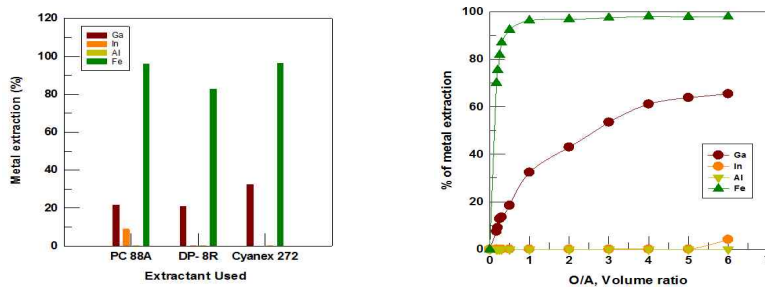 120
100
80
60
40
20
0
Metal extraction (%)
Ga
In
Al
Fe
PC 88A DP- 8R Cyanex 272
Extractant Used
100
80
60
40
20
0
% of metal extraction
Ga
In
Al
Fe
0 1 2 3 4 5 6
O/A, Volume ratio